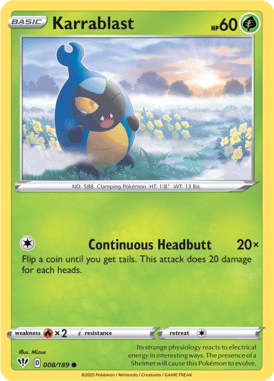 BASIC Karrablast HP60
NO. 588 Clamping Pokémon HT. 1'8" WT. 13 lbs.
Continuous Headbutt 20×
Flip a coin until you get tails. This attack does 20 damage
for each heads.
weakness ×2 resistance retreat
Illus. Mizue
Its strange physiology reacts to electrical
D 008/189
energy in interesting ways. The presence of a
Shelmet will cause this Pokémon to evolve.
©2020 Pokémon / Nintendo / Creatures / GAME FREAK